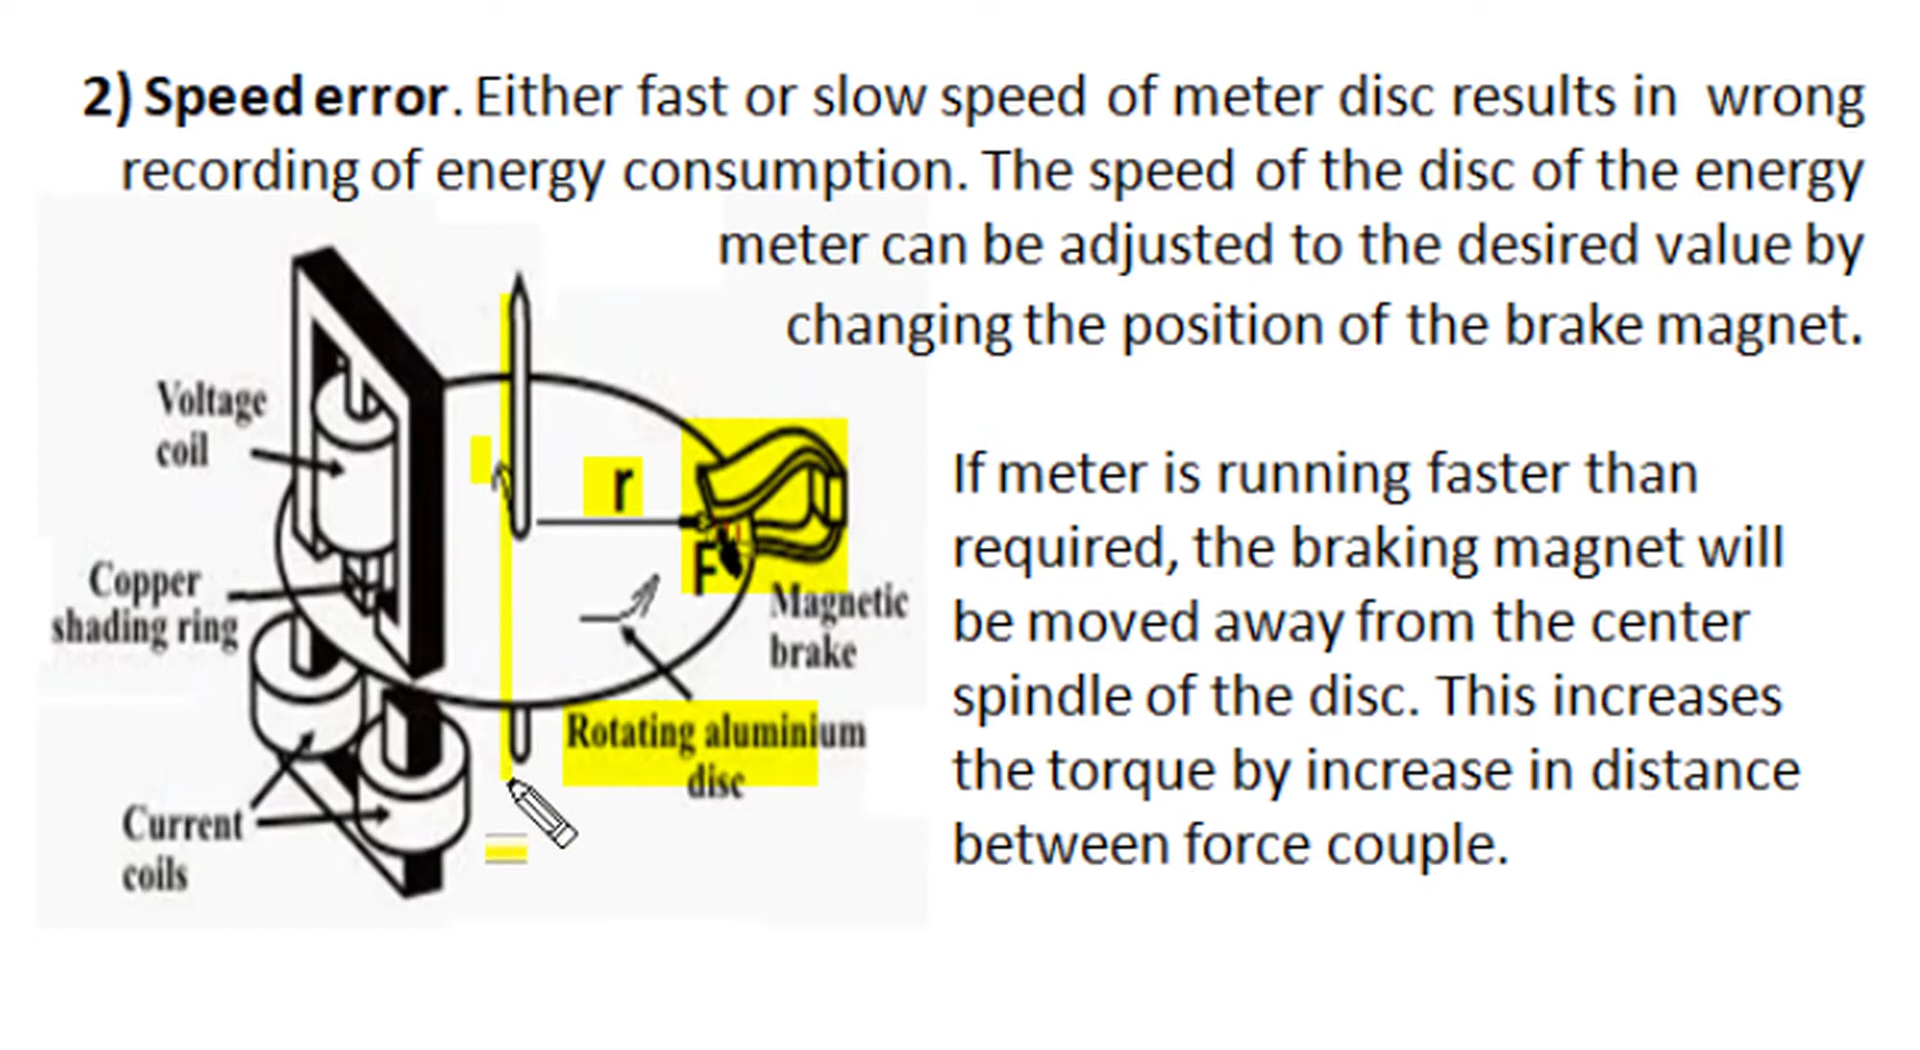 2) Speed error. Either fast or slow speed of meter disc results in wrong
recording of energy consumption. The speed of the disc of the energy
meter can be adjusted to the desired value by
changing the position of the brake magnet.
Voltage
coil
Copper
shading ring
Current
coils
r
F
Magnetic
brake
Rotating aluminium
disc
If meter is running faster than
required, the braking magnet will
be moved away from the center
spindle of the disc. This increases
the torque by increase in distance
between force couple.